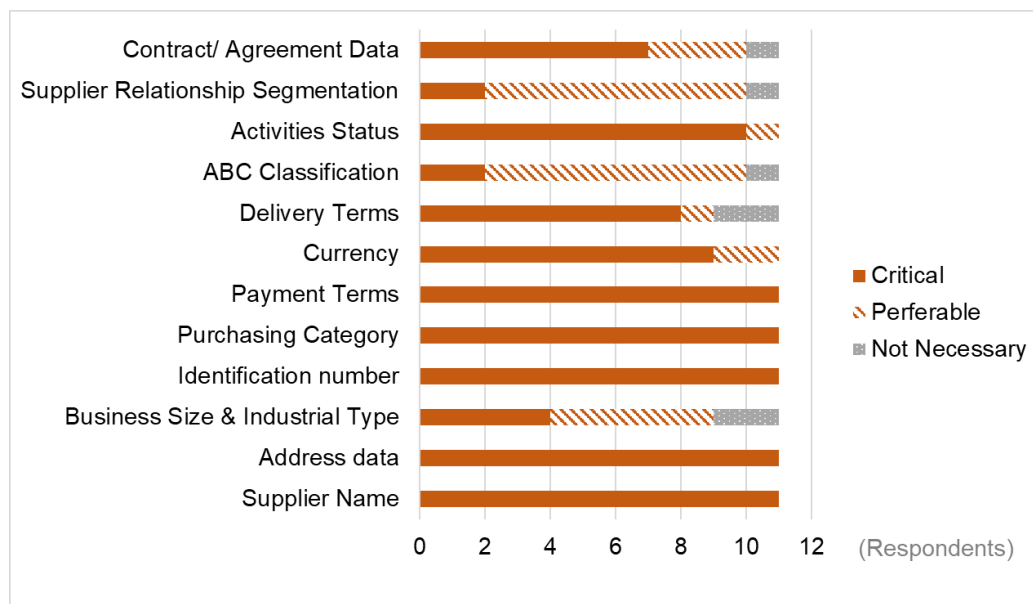 Contract/ Agreement Data
Supplier Relationship Segmentation
Activities Status
ABC Classification
Delivery Terms
Currency
Payment Terms
Purchasing Category
Identification number
Business Size & Industrial Type
Address data
Supplier Name
0 2 4 6 8 10 12 (Respondents)
Critical
Perferable
Not Necessary